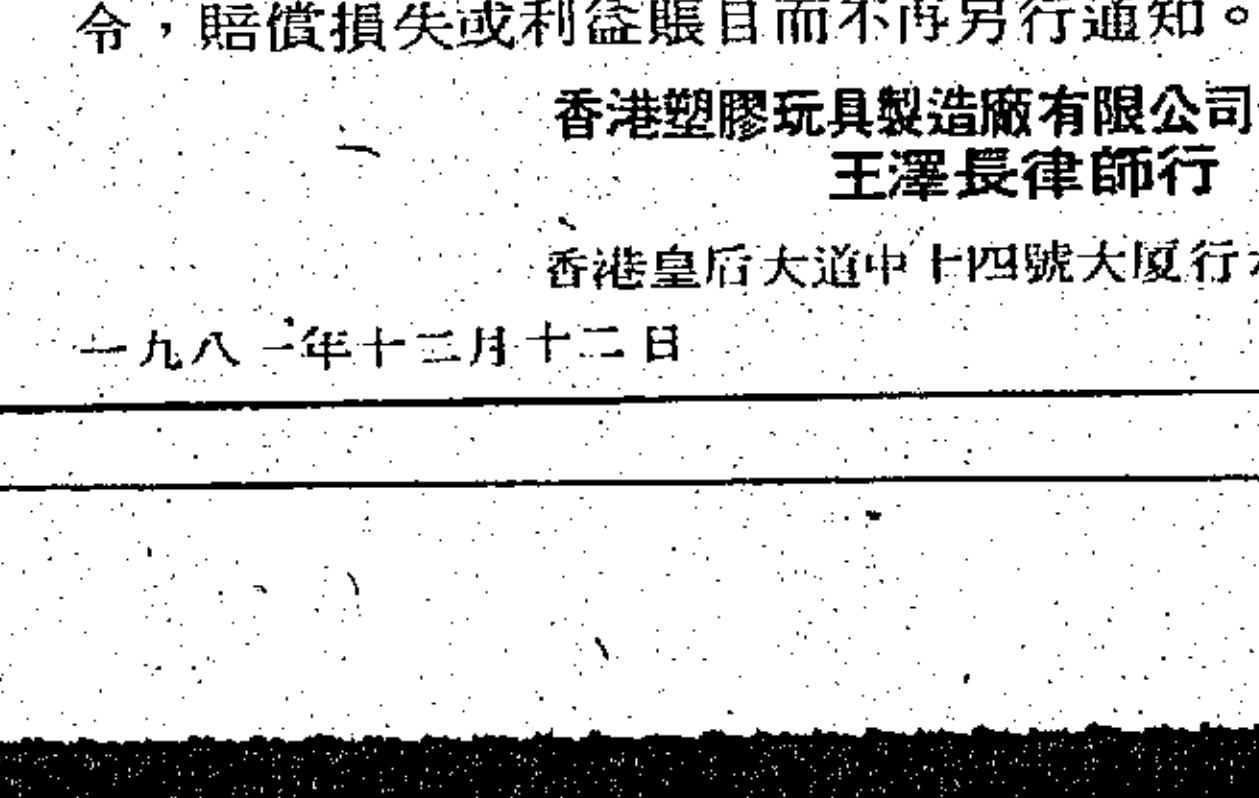 令，賠償損失或利益賬目而不再另行通知。
香港塑膠玩具製造廠有限公司
王澤長律師行
香港皇后大道中十四號大厦行
一九八一年十二月十二日